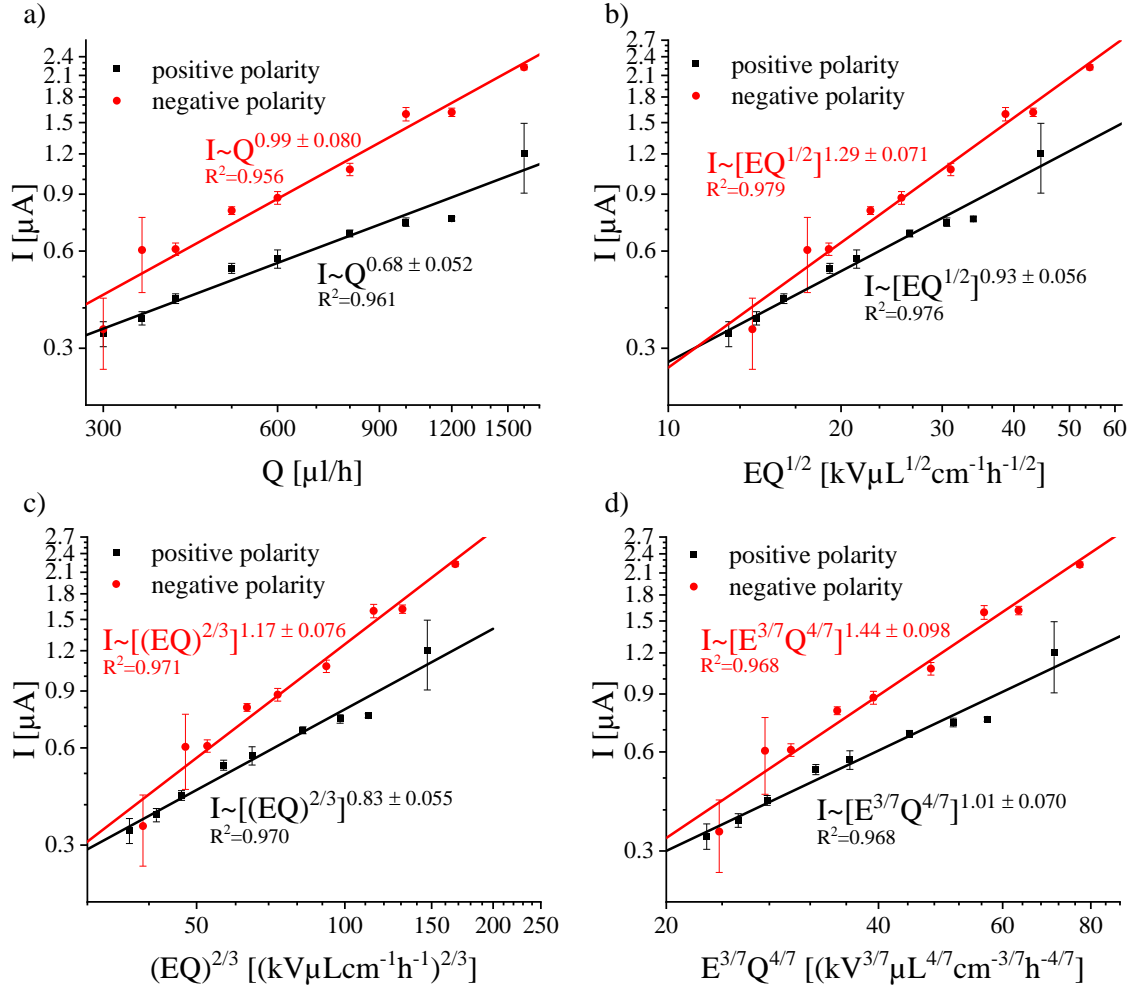 a)
2.4
2.1
1.8
1.5
1.2
0.9
0.6
0.3
I [µA]
positive polarity
negative polarity
I~Q^0.99 ± 0.080
R²=0.956
I~Q^0.68 ± 0.052
R²=0.961
300 600 900 1200 1500
Q [µl/h]
b)
2.7
2.4
2.1
1.8
1.5
1.2
0.9
0.6
0.3
I [µA]
positive polarity
negative polarity
I~[EQ^1/2]^1.29 ± 0.071
R²=0.979
I~[EQ^1/2]^0.93 ± 0.056
R²=0.976
10 20 30 40 50 60
EQ^1/2 [kVµL^1/2cm^-1h^-1/2]
c)
2.7
2.4
2.1
1.8
1.5
1.2
0.9
0.6
0.3
I [µA]
positive polarity
negative polarity
I~[(EQ)^2/3]^1.17 ± 0.076
R²=0.971
I~[(EQ)^2/3]^0.83 ± 0.055
R²=0.970
50 100 150 200 250
(EQ)^2/3 [(kVµLcm^-1h^-1)^2/3]
d)
2.7
2.4
2.1
1.8
1.5
1.2
0.9
0.6
0.3
I [µA]
positive polarity
negative polarity
I~[E^3/7Q^4/7]^1.44 ± 0.098
R²=0.968
I~[E^3/7Q^4/7]^1.01 ± 0.070
R²=0.968
20 40 60 80
E^3/7Q^4/7 [(kV^3/7µL^4/7cm^-3/7h^-4/7]